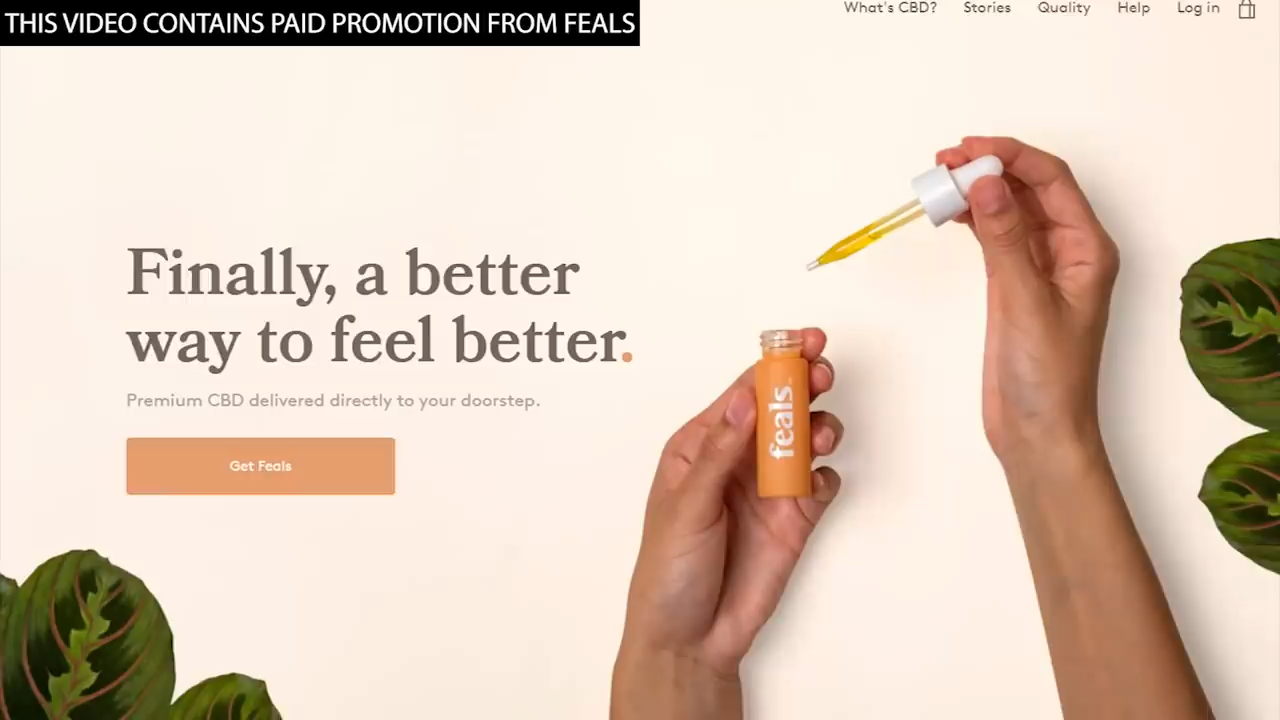 THIS VIDEO CONTAINS PAID PROMOTION FROM FEALS
What's CBD? Stories Quality Help Log in
Finally, a better
way to feel better.
Premium CBD delivered directly to your doorstep.
Get Feals
feals.